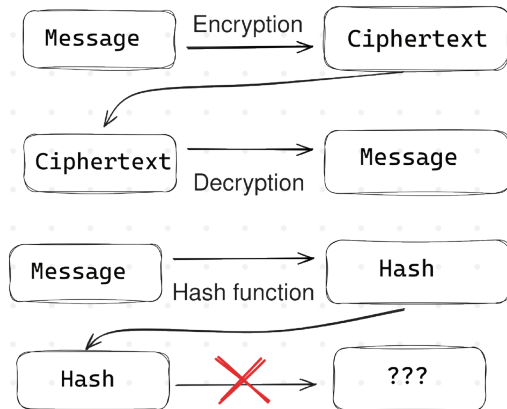 Message
Encryption
Ciphertext
Ciphertext
Decryption
Message
Message
Hash function
Hash
Hash
???